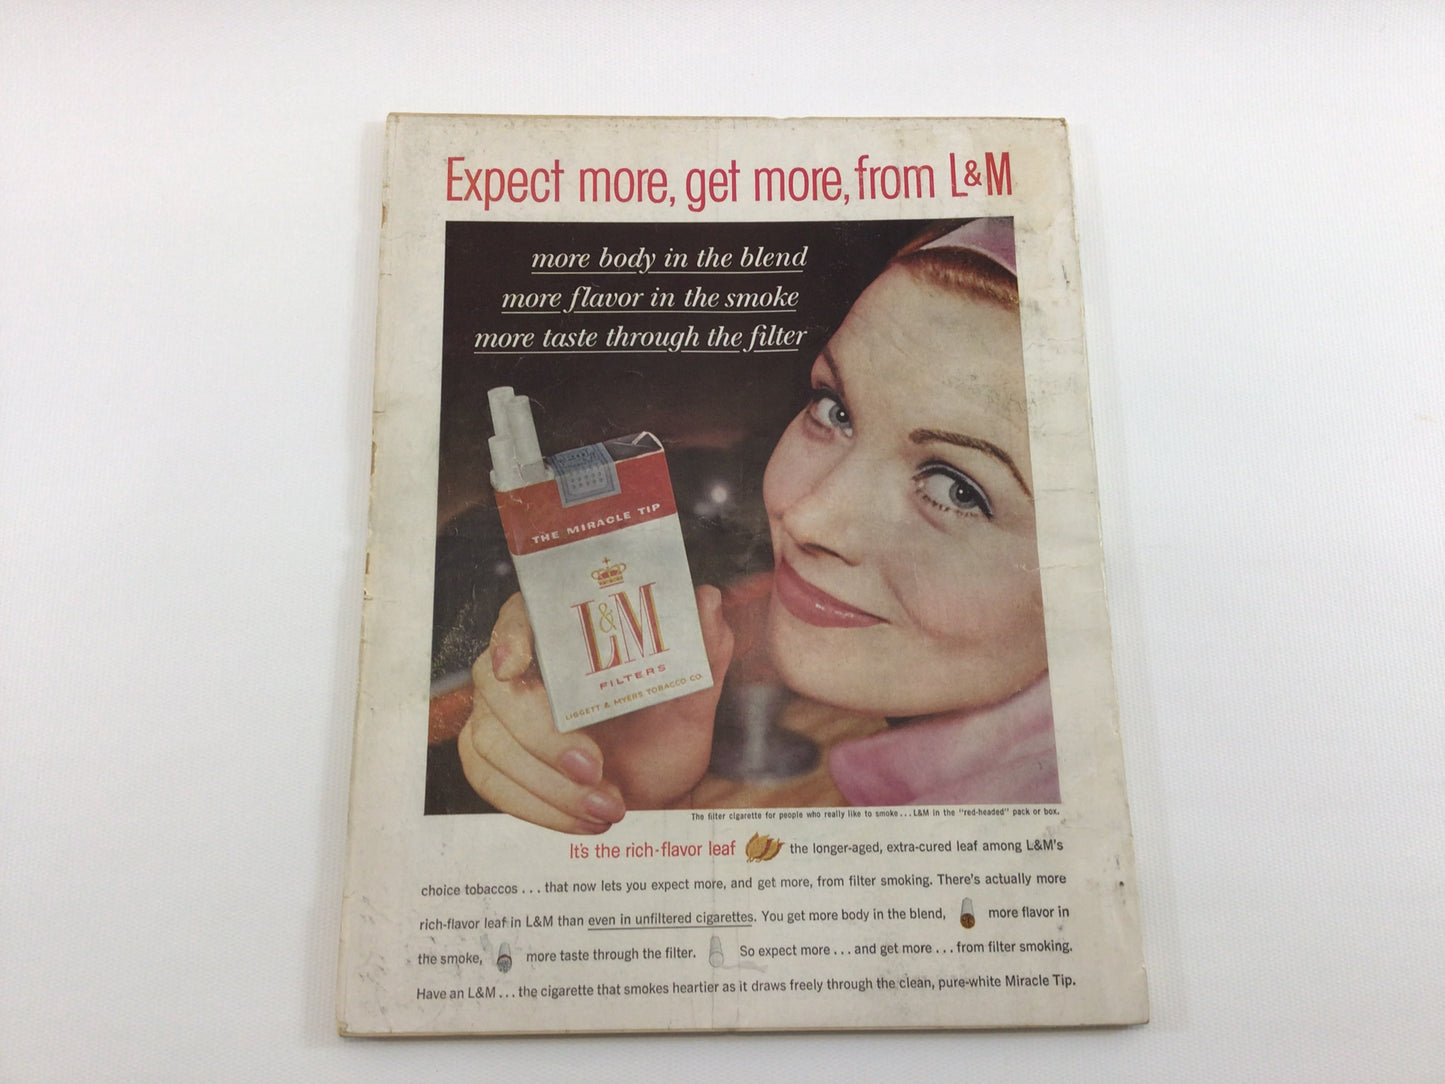 Expect more, get more, from L&M
more body in the blend
more flavor in the smoke
more taste through the filter
THE MIRACLE TIP
L&M
FILTERS
LIGGETT & MYERS TOBACCO CO.
The filter cigarette for people who really like to smoke...L&M in the "red-headed" pack or box.
It's the rich-flavor leaf the longer-aged, extra-cured leaf among L&M's
choice tobaccos...that now lets you expect more, and get more, from filter smoking. There's actually more
rich-flavor leaf in L&M than even in unfiltered cigarettes. You get more body in the blend, more flavor in
the smoke, more taste through the filter. So expect more...and get more...from filter smoking.
Have an L&M...the cigarette that smokes heartier as it draws freely through the clean, pure-white Miracle Tip.